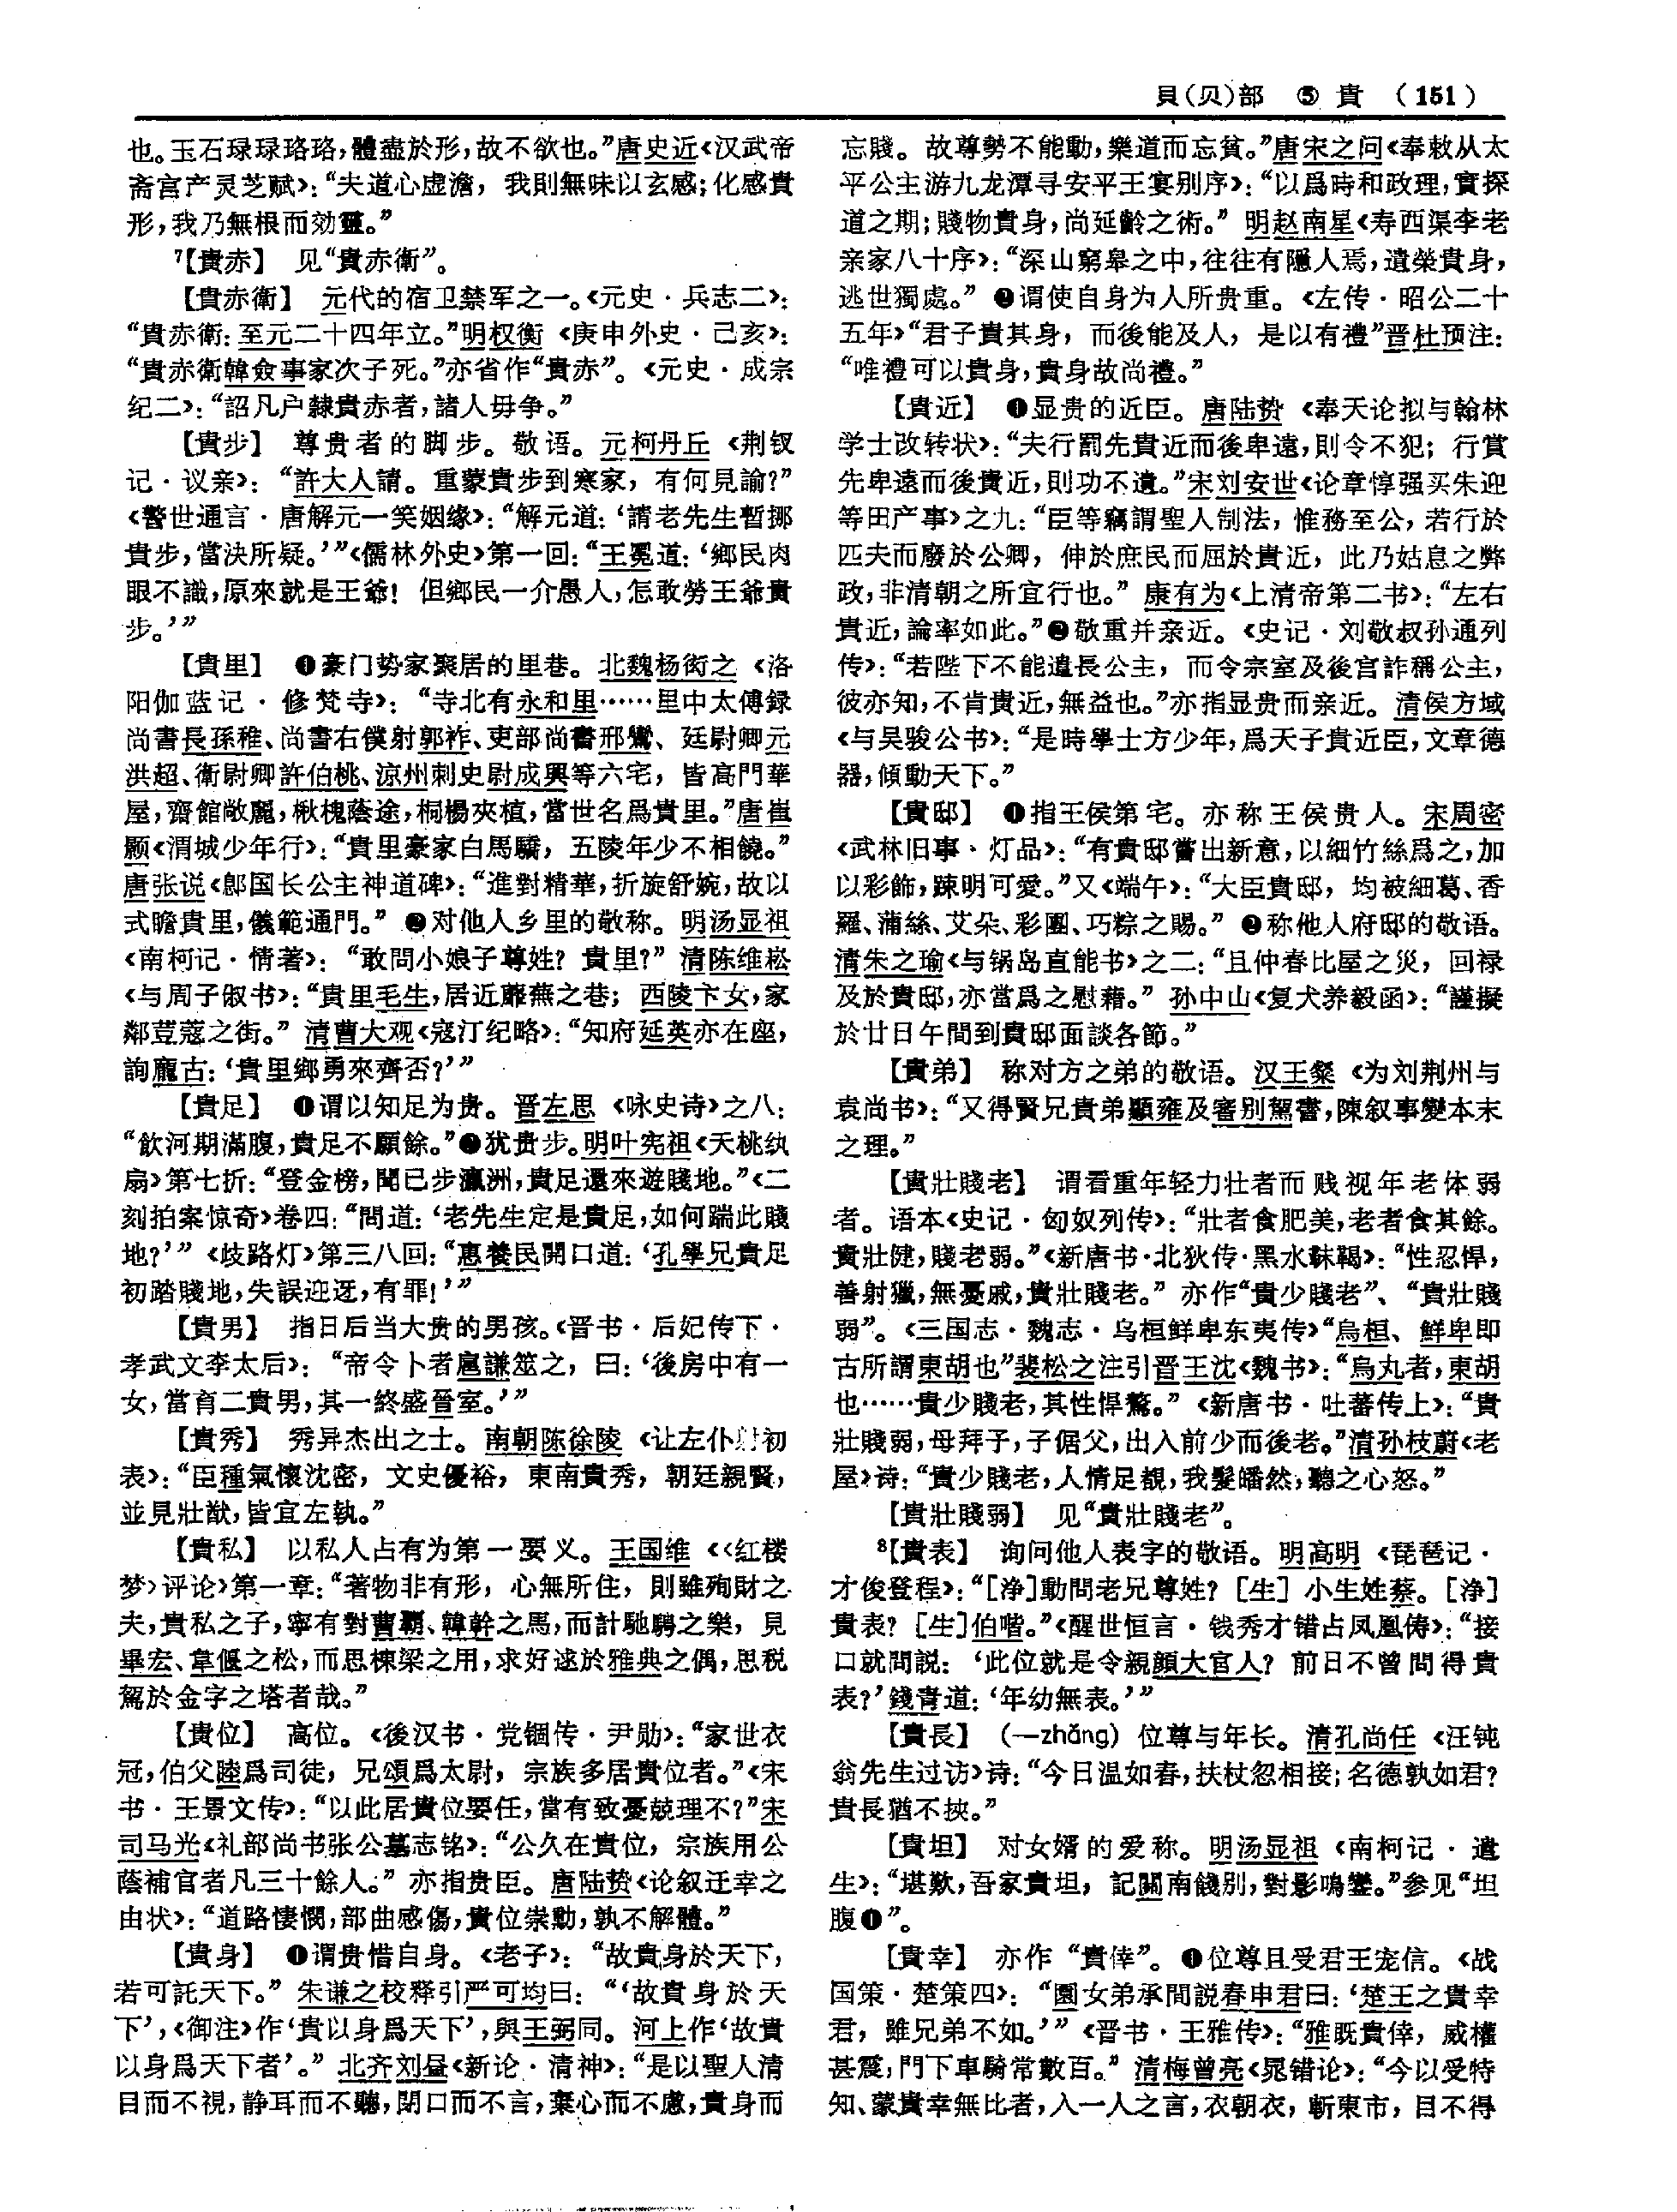 貝(贝)部 ⑤ 貴 (151)
也。玉石琭琭珞珞,體盡於形,故不欲也。”唐史近《汉武帝
斋宫产灵芝赋》:“夫道心虚澹，我則無味以玄感;化感貴
形,我乃無根而効靈。”
⁷【貴赤】 见“貴赤衛”。
【貴赤衛】 元代的宿卫禁军之一。《元史·兵志二》:
“貴赤衛:至元二十四年立。”明权衡《庚申外史·己亥》:
“貴赤衛韓僉事家次子死。”亦省作“貴赤”。《元史·成宗
纪二》:“詔凡户隸貴赤者,諸人毋争。”
【貴步】 尊贵者的脚步。敬语。元柯丹丘《荆钗
记·议亲》:“許大人請。重蒙貴步到寒家，有何見諭?”
《警世通言·唐解元一笑姻缘》:“解元道:‘請老先生暫挪
貴步,當決所疑。’”《儒林外史》第一回:“王冕道:‘鄉民肉
眼不識,原來就是王爺! 但鄉民一介愚人,怎敢勞王爺貴
步。’”
【貴里】 ❶豪门势家聚居的里巷。北魏杨衒之《洛
阳伽蓝记·修梵寺》:“寺北有永和里……里中太傅録
尚書長孫稚、尚書右僕射郭祚、吏部尚書邢鸞、廷尉卿元
洪超、衛尉卿許伯桃、涼州刺史尉成興等六宅，皆高門華
屋,齋館敞麗,楸槐蔭途,桐楊夾植,當世名爲貴里。”唐崔
颢《渭城少年行》:“貴里豪家白馬驕，五陵年少不相饒。”
唐张说《鄎国长公主神道碑》:“進對精華,折旋舒婉,故以
式瞻貴里,儀範通門。” ❷对他人乡里的敬称。明汤显祖
《南柯记·情著》:“敢問小娘子尊姓? 貴里?” 清陈维崧
《与周子俶书》:“貴里毛生,居近蘼蕪之巷; 西陵卞女,家
鄰荳蔻之街。” 清曹大观《寇汀纪略》:“知府延英亦在座,
詢龐古:‘貴里鄉勇來齊否?’”
【貴足】 ❶谓以知足为贵。晋左思《咏史诗》之八:
“飲河期滿腹,貴足不願餘。”❷犹贵步。明叶宪祖《夭桃纨
扇》第七折:“登金榜,聞已步瀛洲,貴足還來遊賤地。”《二
刻拍案惊奇》卷四:“問道:‘老先生定是貴足,如何踹此賤
地?’”《歧路灯》第三八回:“惠養民開口道:‘孔學兄貴足
初踏賤地,失誤迎迓,有罪!’”
【貴男】 指日后当大贵的男孩。《晋书·后妃传下·
孝武文李太后》:“帝令卜者扈謙筮之，曰:‘後房中有一
女,當育二貴男,其一終盛晉室。’”
【貴秀】 秀异杰出之士。南朝陈徐陵《让左仆射初
表》:“臣種氣懷沈密，文史優裕，東南貴秀，朝廷親賢,
並見壯猷,皆宜左執。”
【貴私】 以私人占有为第一要义。王国维《〈红楼
梦〉评论》第一章:“著物非有形，心無所住，則雖殉財之
夫,貴私之子,寧有對曹霸、韓幹之馬,而計馳騁之樂，見
畢宏、韋偃之松,而思棟梁之用,求好逑於雅典之偶,思税
駕於金字之塔者哉。”
【貴位】 高位。《後汉书·党锢传·尹勋》:“家世衣
冠,伯父睦爲司徒，兄頌爲太尉，宗族多居貴位者。”《宋
书·王景文传》:“以此居貴位要任,當有致憂兢理不?”宋
司马光《礼部尚书张公墓志铭》:“公久在貴位，宗族用公
蔭補官者凡三十餘人。” 亦指贵臣。唐陆贽《论叙迁幸之
由状》:“道路悽憫,部曲感傷,貴位崇勳,孰不解體。”
【貴身】 ❶谓贵惜自身。《老子》:“故貴身於天下,
若可託天下。” 朱谦之校释引严可均曰:“‘故貴身於天
下’,《御注》作‘貴以身爲天下’,與王弼同。河上作‘故貴
以身爲天下者’。” 北齐刘昼《新论·清神》:“是以聖人清
目而不視,静耳而不聽,閉口而不言,棄心而不慮,貴身而
忘賤。故尊勢不能動,樂道而忘貧。”唐宋之问《奉敕从太
平公主游九龙潭寻安平王宴别序》:“以爲時和政理,實探
道之期;賤物貴身,尚延齡之術。” 明赵南星《寿西渠李老
亲家八十序》:“深山窮皋之中,往往有隱人焉,遺榮貴身,
逃世獨處。” ❷谓使自身为人所贵重。《左传·昭公二十
五年》“君子貴其身，而後能及人，是以有禮”晋杜预注:
“唯禮可以貴身,貴身故尚禮。”
【貴近】 ❶显贵的近臣。唐陆贽《奉天论拟与翰林
学士改转状》:“夫行罰先貴近而後卑遠,則令不犯; 行賞
先卑遠而後貴近,則功不遺。”宋刘安世《论章惇强买朱迎
等田产事》之九:“臣等竊謂聖人制法，惟務至公，若行於
匹夫而廢於公卿，伸於庶民而屈於貴近，此乃姑息之弊
政,非清朝之所宜行也。” 康有为《上清帝第二书》:“左右
貴近,論率如此。”❷敬重并亲近。《史记·刘敬叔孙通列
传》:“若陛下不能遣長公主，而令宗室及後宫詐稱公主,
彼亦知,不肯貴近,無益也。”亦指显贵而亲近。清侯方域
《与吴骏公书》:“是時學士方少年,爲天子貴近臣,文章德
器,傾動天下。”
【貴邸】 ❶指王侯第宅。亦称王侯贵人。宋周密
《武林旧事·灯品》:“有貴邸嘗出新意,以細竹絲爲之,加
以彩飾,疎明可愛。”又《端午》:“大臣貴邸，均被細葛、香
羅、蒲絲、艾朵、彩團、巧粽之賜。” ❷称他人府邸的敬语。
清朱之瑜《与锅岛直能书》之二:“且仲春比屋之災，回禄
及於貴邸,亦當爲之慰藉。” 孙中山《复犬养毅函》:“謹擬
於廿日午間到貴邸面談各節。”
【貴弟】 称对方之弟的敬语。汉王粲《为刘荆州与
袁尚书》:“又得賢兄貴弟顯雍及審别駕書,陳叙事變本末
之理。”
【貴壯賤老】 谓看重年轻力壮者而贱视年老体弱
者。语本《史记·匈奴列传》:“壯者食肥美,老者食其餘。
貴壯健,賤老弱。”《新唐书·北狄传·黑水靺鞨》:“性忍悍,
善射獵,無憂戚,貴壯賤老。” 亦作“貴少賤老”、“貴壯賤
弱”。《三国志·魏志·乌桓鲜卑东夷传》“烏桓、鮮卑即
古所謂東胡也”裴松之注引晋王沈《魏书》:“烏丸者,東胡
也……貴少賤老,其性悍驁。” 《新唐书·吐蕃传上》:“貴
壯賤弱,母拜子,子倨父,出入前少而後老。”清孙枝蔚《老
屋》诗:“貴少賤老,人情足覩,我髮皤然,聽之心怒。”
【貴壯賤弱】 见“貴壯賤老”。
⁸【貴表】 询问他人表字的敬语。明高明《琵琶记·
才俊登程》:“[净]動問老兄尊姓? [生] 小生姓蔡。[净]
貴表? [生]伯喈。”《醒世恒言·钱秀才错占凤凰俦》:“接
口就問説:‘此位就是令親顔大官人? 前日不曾問得貴
表?’錢青道:‘年幼無表。’”
【貴長】 (—zhǎng) 位尊与年长。清孔尚任《汪钝
翁先生过访》诗:“今日温如春,扶杖忽相接;名德孰如君?
貴長猶不挾。”
【貴坦】 对女婿的爱称。明汤显祖《南柯记·遣
生》:“堪歎,吾家貴坦，記關南餞别,對影鳴鑾。”参见“坦
腹❶”。
【貴幸】 亦作“貴倖”。❶位尊且受君王宠信。《战
国策·楚策四》:“園女弟承間説春申君曰:‘楚王之貴幸
君，雖兄弟不如。’”《晋书·王雅传》:“雅既貴倖，威權
甚震,門下車騎常數百。” 清梅曾亮《晁错论》:“今以受特
知、蒙貴幸無比者,入一人之言,衣朝衣，斬東市，目不得